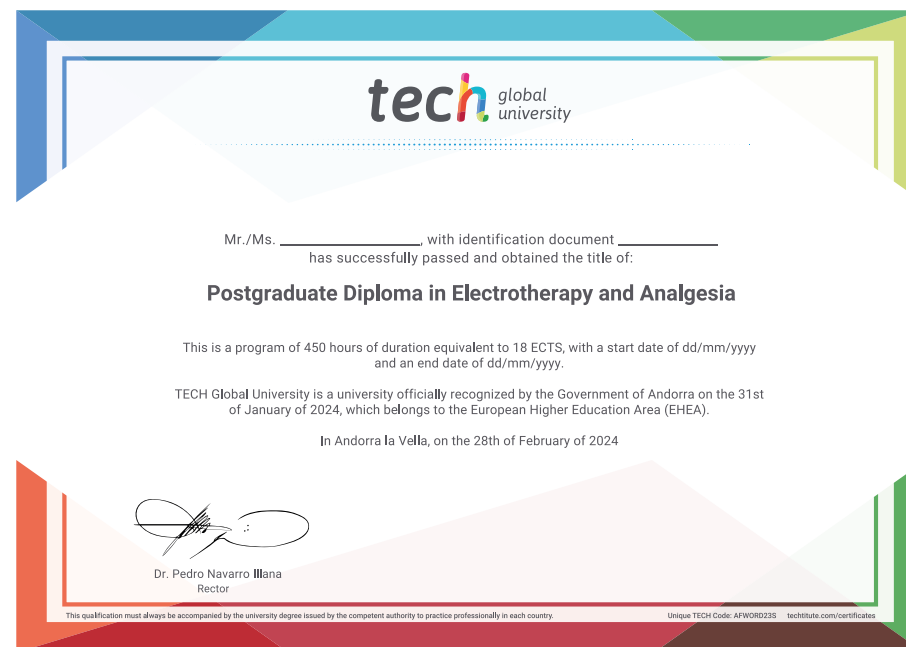 tech global university
Mr./Ms. ____________, with identification document ____________
has successfully passed and obtained the title of:
Postgraduate Diploma in Electrotherapy and Analgesia
This is a program of 450 hours of duration equivalent to 18 ECTS, with a start date of dd/mm/yyyy
and an end date of dd/mm/yyyy.
TECH Global University is a university officially recognized by the Government of Andorra on the 31st
of January of 2024, which belongs to the European Higher Education Area (EHEA).
In Andorra la Vella, on the 28th of February of 2024
Dr. Pedro Navarro Illana
Rector
This qualification must always be accompanied by the university degree issued by the competent authority to practice professionally in each country. Unique TECH Code: AFWORD23S techtitute.com/certificates